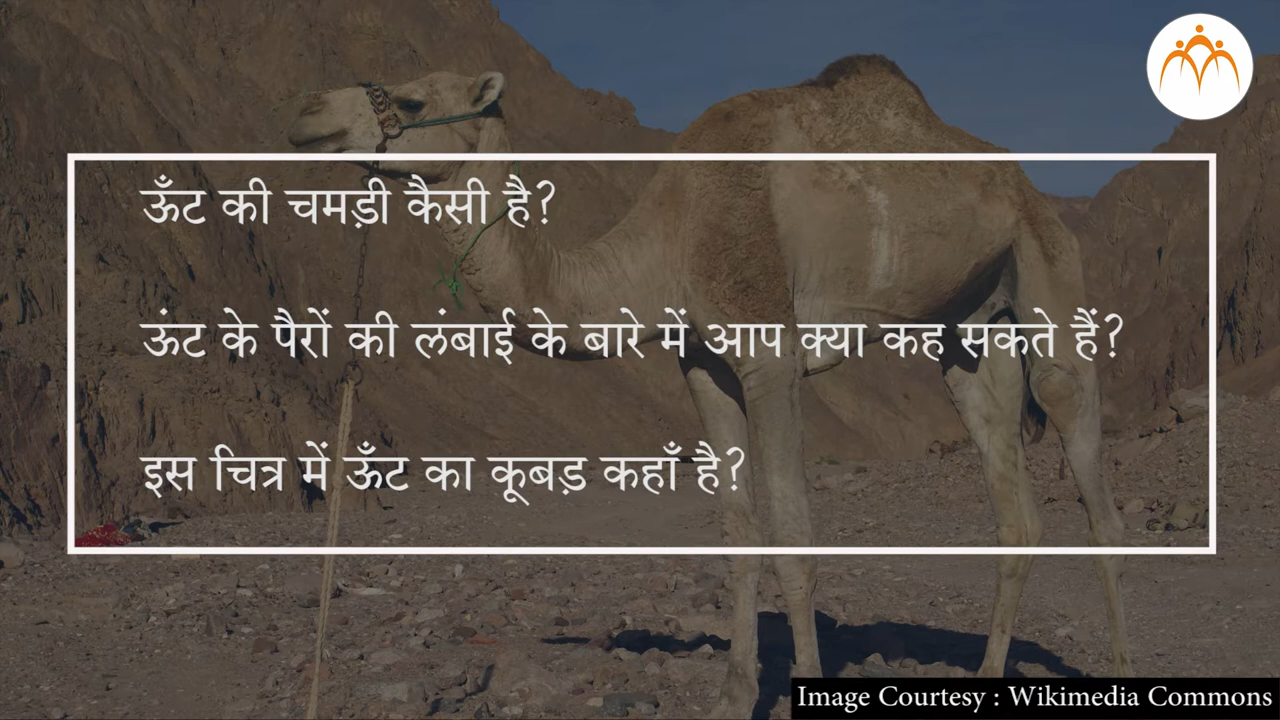 ऊँट की चमड़ी कैसी है?
ऊंट के पैरों की लंबाई के बारे में आप क्या कह सकते हैं?
इस चित्र में ऊँट का कूबड़ कहाँ है?
Image Courtesy : Wikimedia Commons